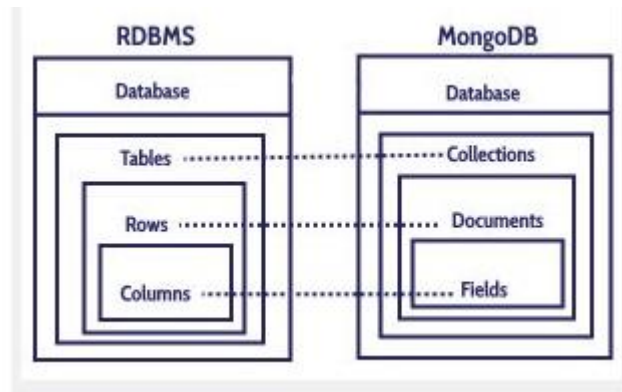 RDBMS
MongoDB
Database
Database
Tables
Collections
Rows
Documents
Columns
Fields